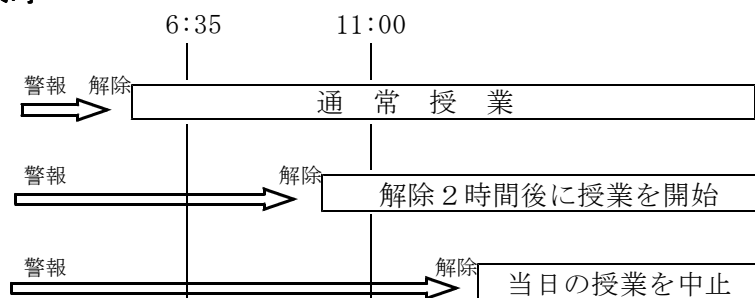 6:35 11:00
警報 解除
通常授業
警報 解除
解除２時間後に授業を開始
警報 解除
当日の授業を中止